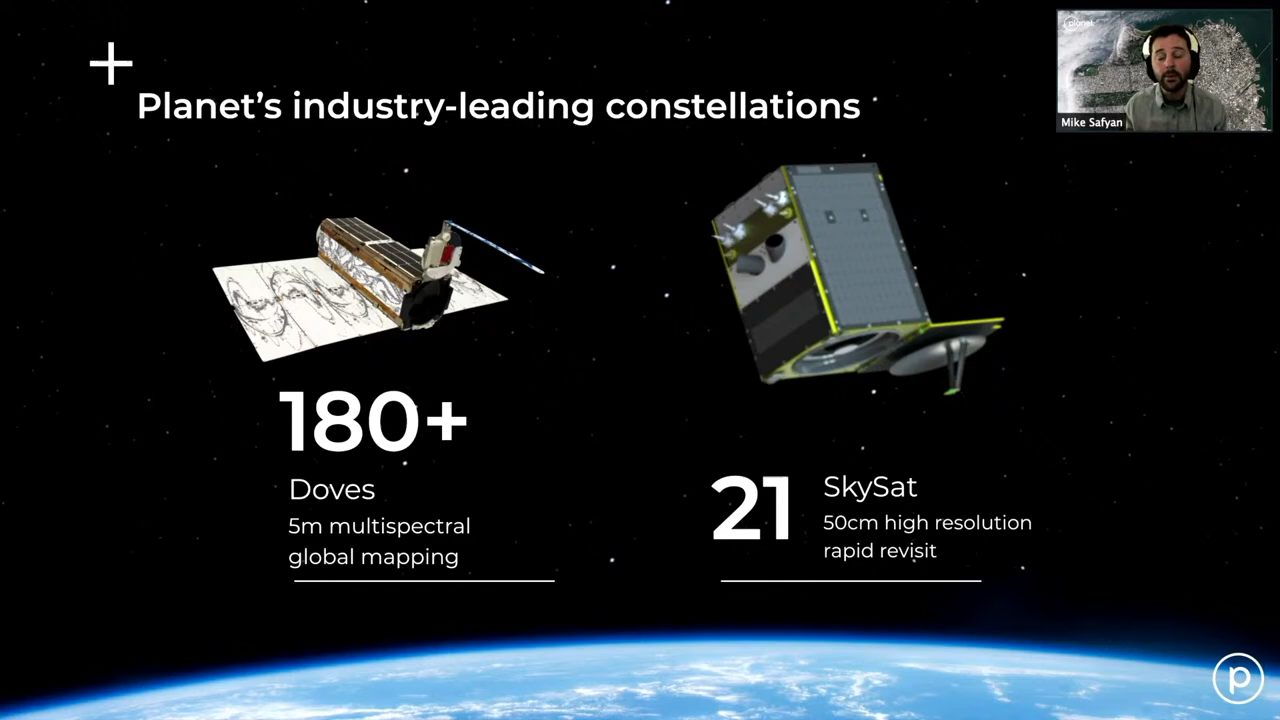 Planet's industry-leading constellations
planet
Mike Safyan
180+
Doves
5m multispectral
global mapping
21
SkySat
50cm high resolution
rapid revisit
p